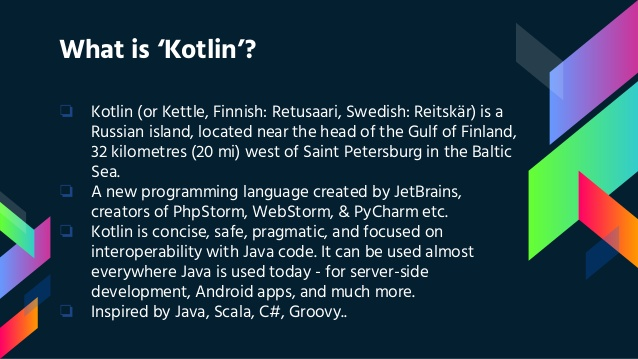 What is ‘Kotlin’?
❏ Kotlin (or Kettle, Finnish: Retusaari, Swedish: Reitskär) is a
Russian island, located near the head of the Gulf of Finland,
32 kilometres (20 mi) west of Saint Petersburg in the Baltic
Sea.
❏ A new programming language created by JetBrains,
creators of PhpStorm, WebStorm, & PyCharm etc.
❏ Kotlin is concise, safe, pragmatic, and focused on
interoperability with Java code. It can be used almost
everywhere Java is used today - for server-side
development, Android apps, and much more.
❏ Inspired by Java, Scala, C#, Groovy..